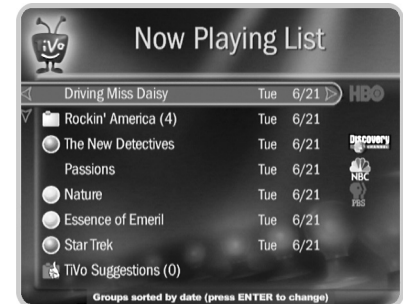 TiVo
Now Playing List
Driving Miss Daisy Tue 6/21 HBO
Rockin' America (4) Tue 6/21
The New Detectives Tue 6/21 Discovery CHANNEL
Passions Tue 6/21 NBC
Nature Tue 6/21 PBS
Essence of Emeril Tue 6/21
Star Trek Tue 6/21
TiVo Suggestions (0)
Groups sorted by date (press ENTER to change)